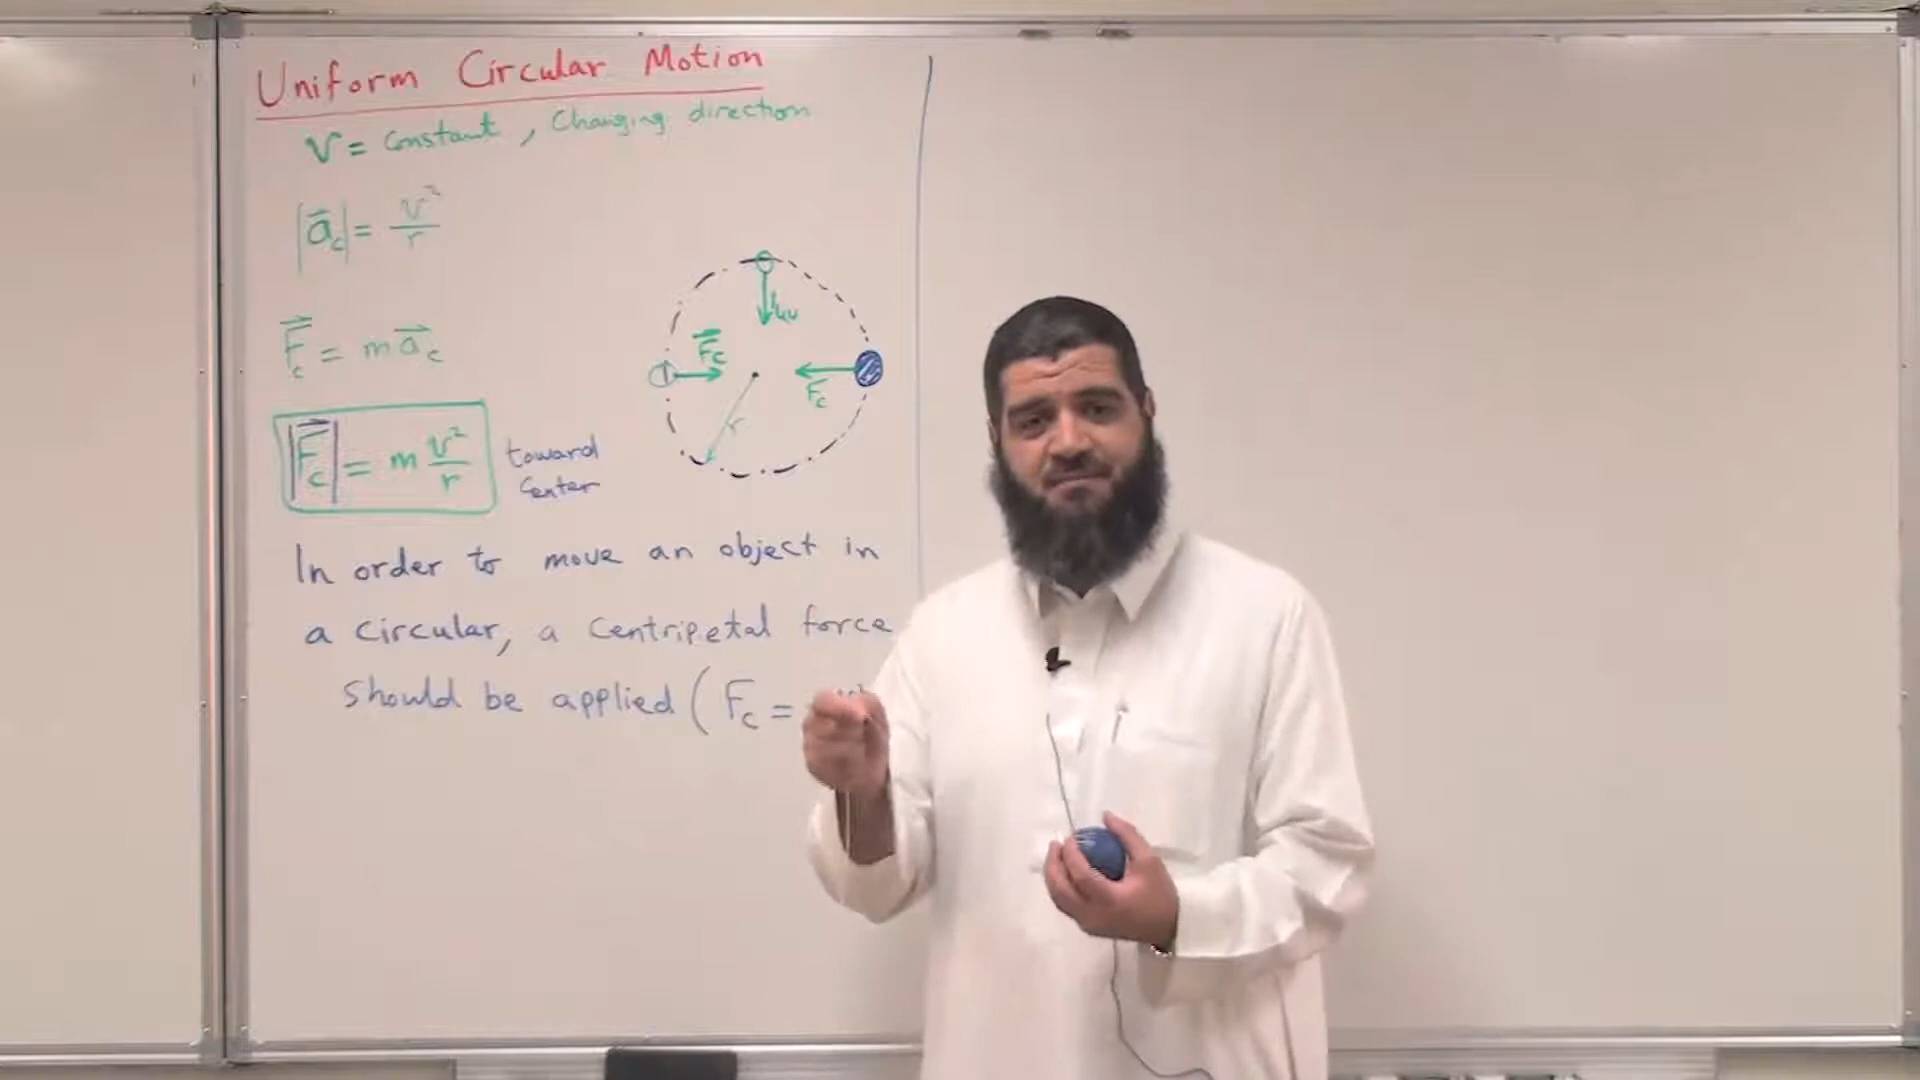 Uniform Circular Motion
v = constant, Changing direction
|a⃗c| = v²/r
F⃗c = m a⃗c
|F⃗c| = m v²/r toward center
F⃗c
Fc
r
In order to move an object in
a circular, a centripetal force
should be applied (Fc =